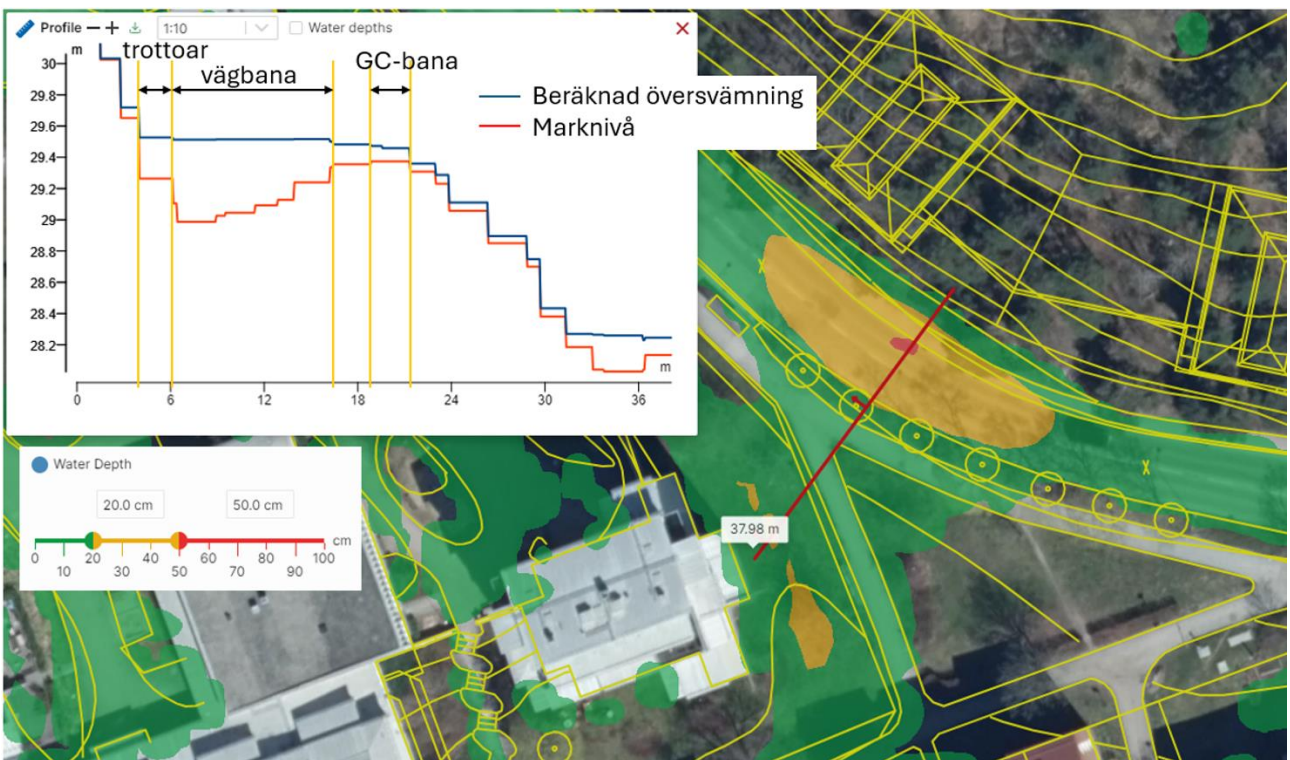 Profile 1:10 Water depths
m
trottoar
vägbana
GC-bana
Beräknad översvämning
Marknivå
30
29.8
29.6
29.4
29.2
29
28.8
28.6
28.4
28.2
m
0 6 12 18 24 30 36
Water Depth
20.0 cm 50.0 cm
cm
0 20 40 60 80 100
10 30 50 70 90
37.98 m